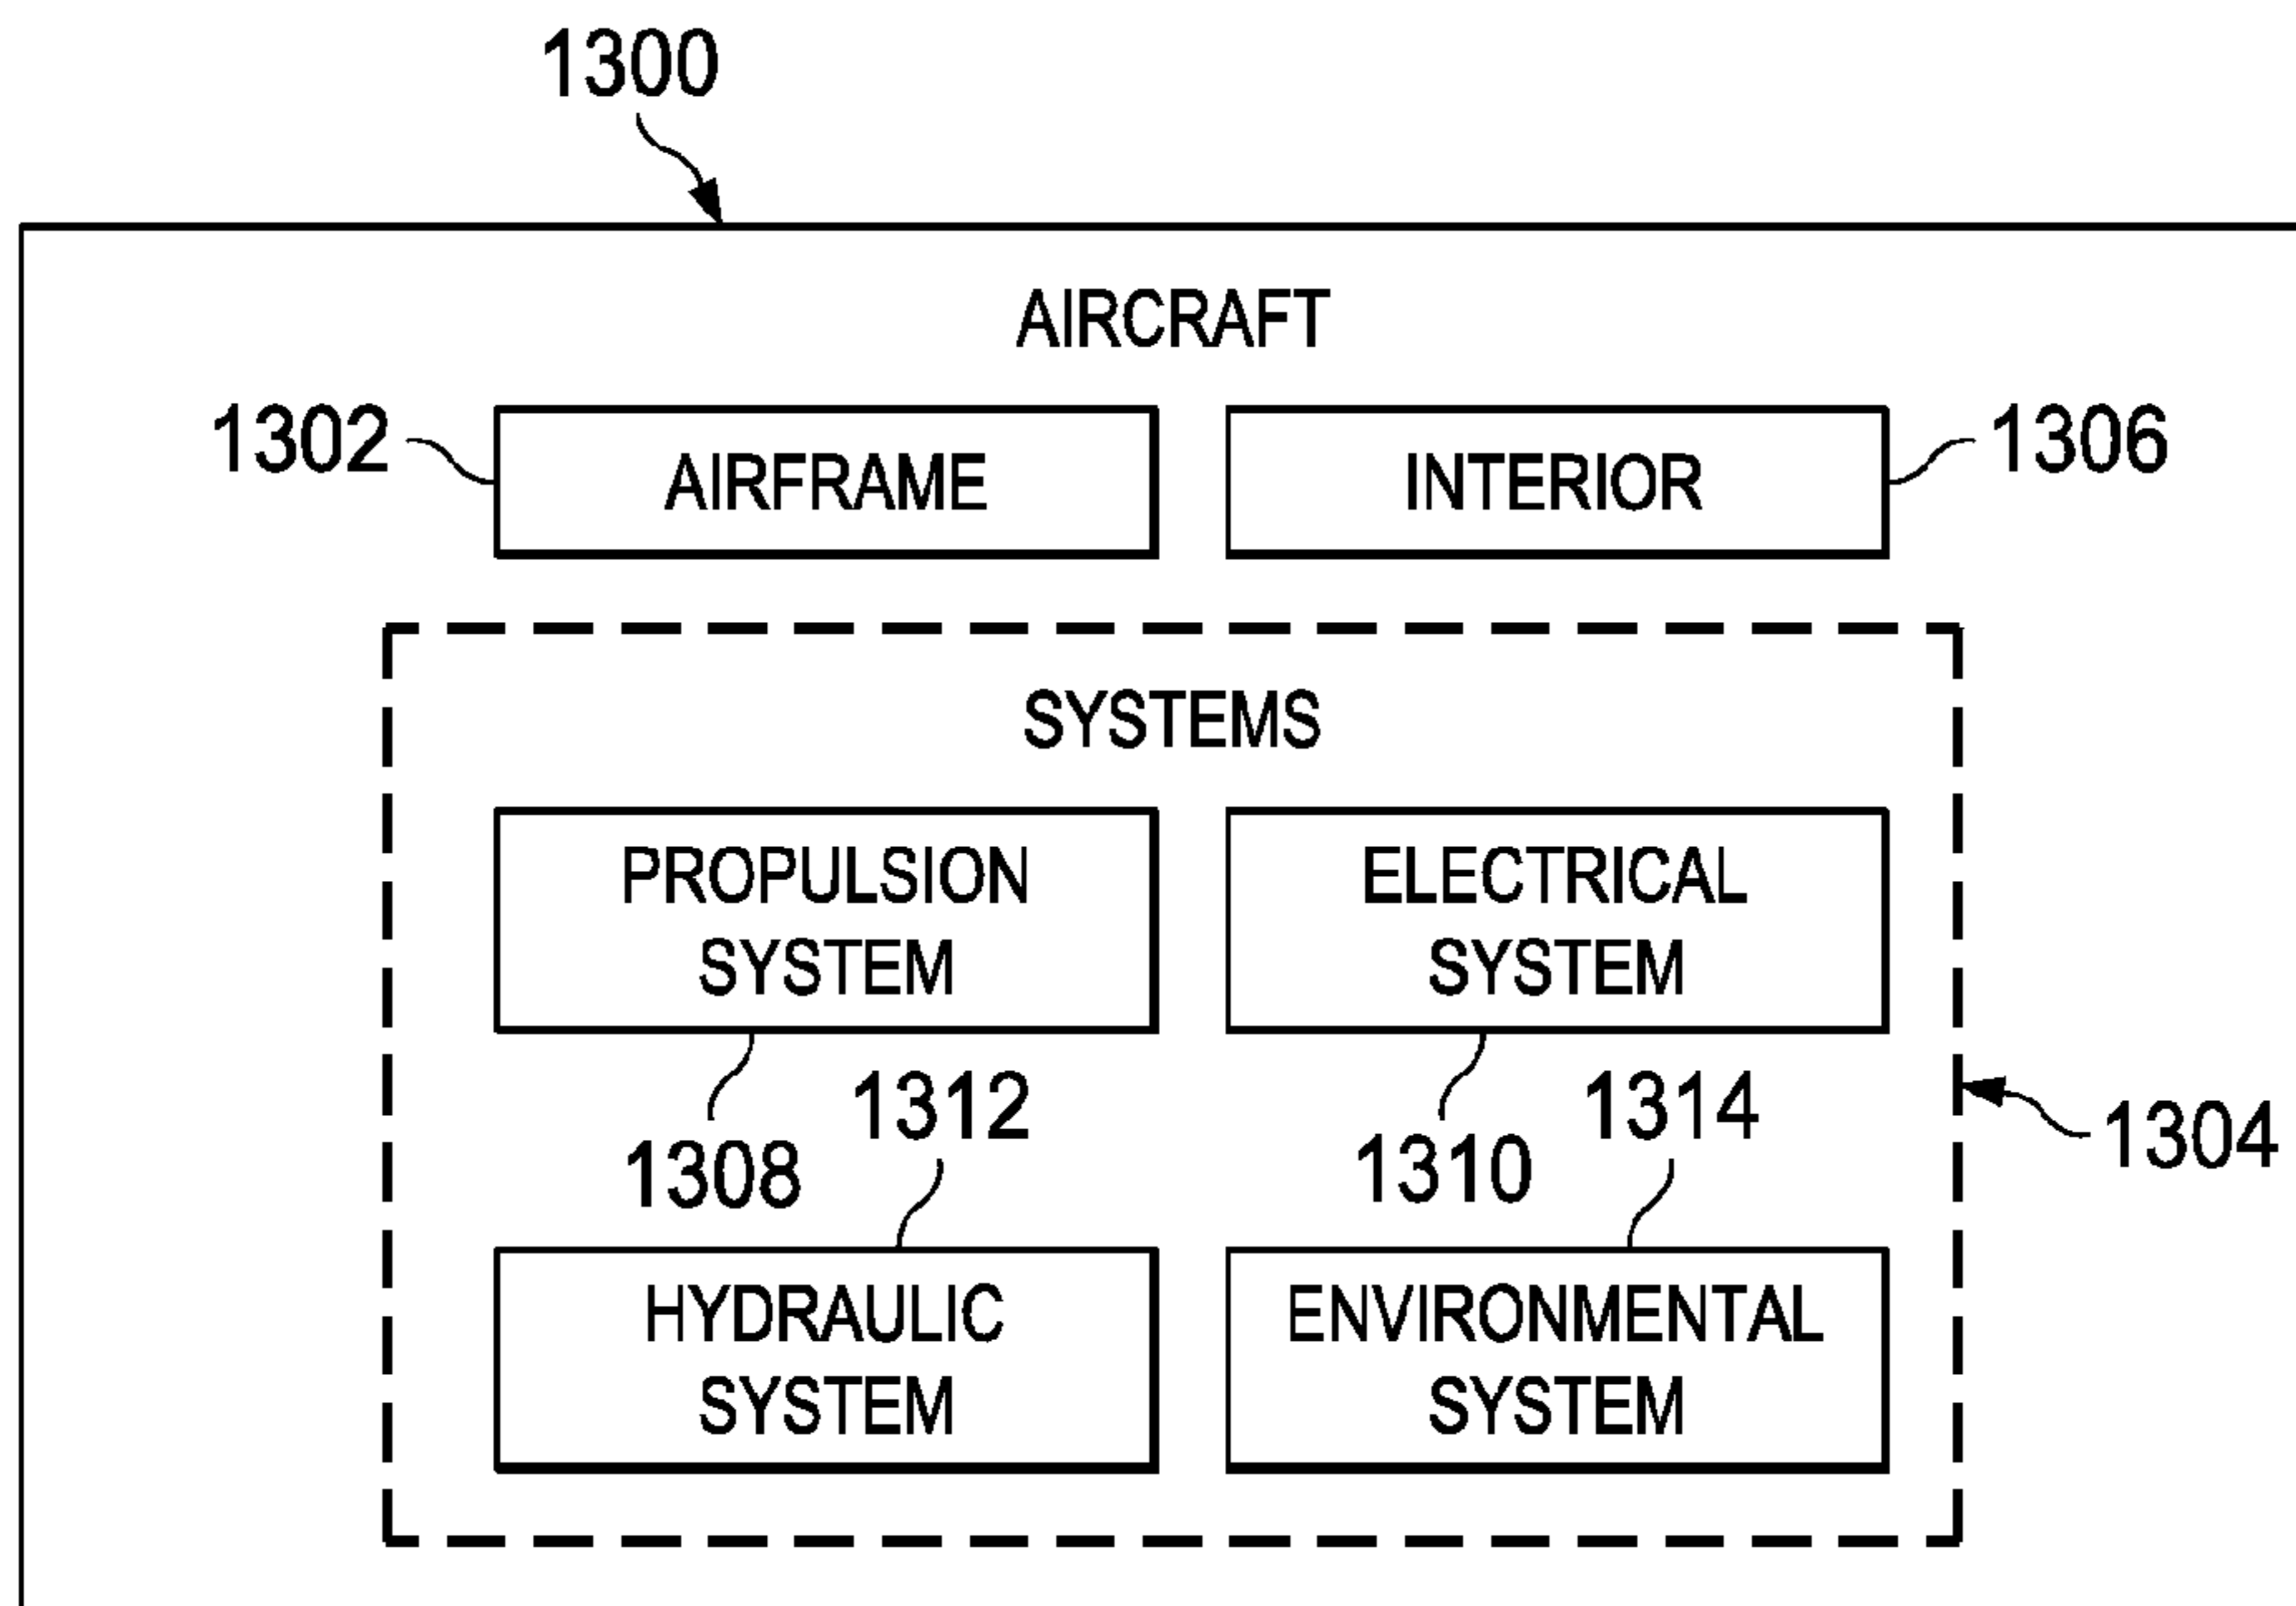 1300
AIRCRAFT
1302
AIRFRAME
INTERIOR
1306
SYSTEMS
PROPULSION
SYSTEM
ELECTRICAL
SYSTEM
1308
1312
1310
1314
1304
HYDRAULIC
SYSTEM
ENVIRONMENTAL
SYSTEM